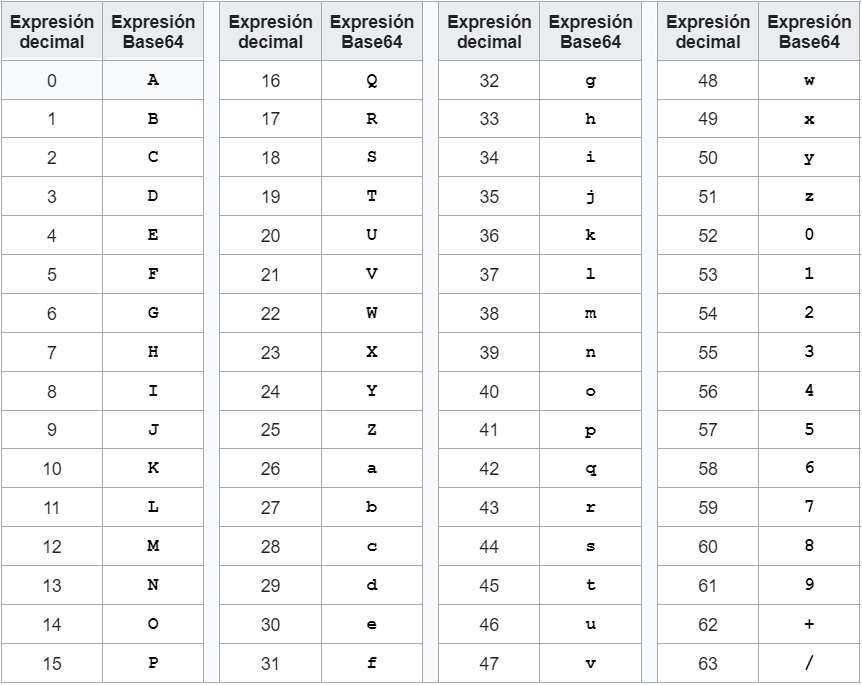 Expresión decimal Expresión Base64 Expresión decimal Expresión Base64 Expresión decimal Expresión Base64 Expresión decimal Expresión Base64
0 A 16 Q 32 g 48 w
1 B 17 R 33 h 49 x
2 C 18 S 34 i 50 y
3 D 19 T 35 j 51 z
4 E 20 U 36 k 52 0
5 F 21 V 37 l 53 1
6 G 22 W 38 m 54 2
7 H 23 X 39 n 55 3
8 I 24 Y 40 o 56 4
9 J 25 Z 41 p 57 5
10 K 26 a 42 q 58 6
11 L 27 b 43 r 59 7
12 M 28 c 44 s 60 8
13 N 29 d 45 t 61 9
14 O 30 e 46 u 62 +
15 P 31 f 47 v 63 /